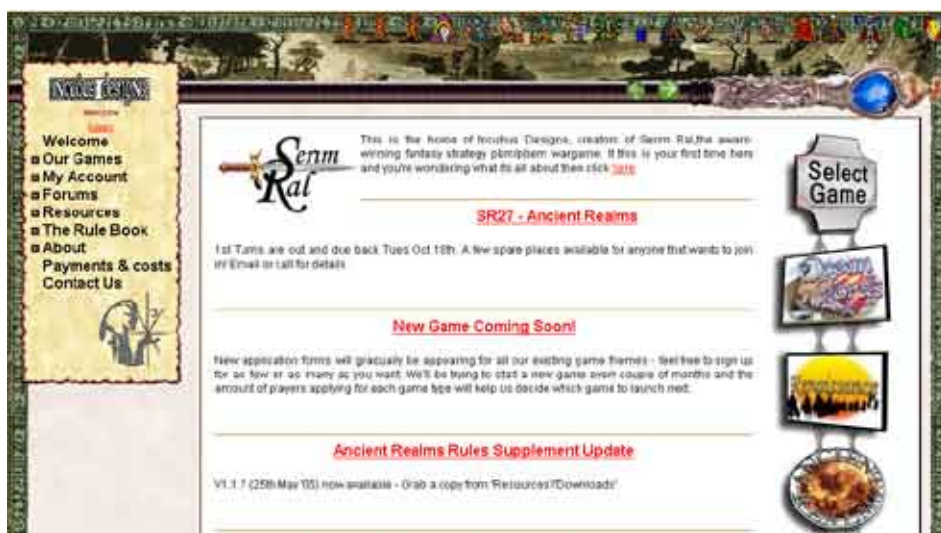 Incubus Designs
Welcome
Our Games
My Account
Forums
Resources
The Rule Book
About
Payments & costs
Contact Us
Serim
Ral
This is the home of Incubus Designs, creators of Serim Ral,the award-
winning fantasy strategy pbm/pbem wargame. If this is your first time here
and you're wondering what its all about then click here
SR27 - Ancient Realms
1st Turns are out and due back Tues Oct 18th. A few spare places available for anyone that wants to join
in! Email or call for details
New Game Coming Soon!
New application forms will gradually be appearing for all our existing game themes - feel free to sign up
for as few or as many as you want. We'll be trying to start a new game every couple of months and the
amount of players applying for each game type will help us decide which game to launch next.
Ancient Realms Rules Supplement Update
V1.1.7 (25th May '05) now available - Grab a copy from 'Resources/Downloads'
Select
Game
Renaissance